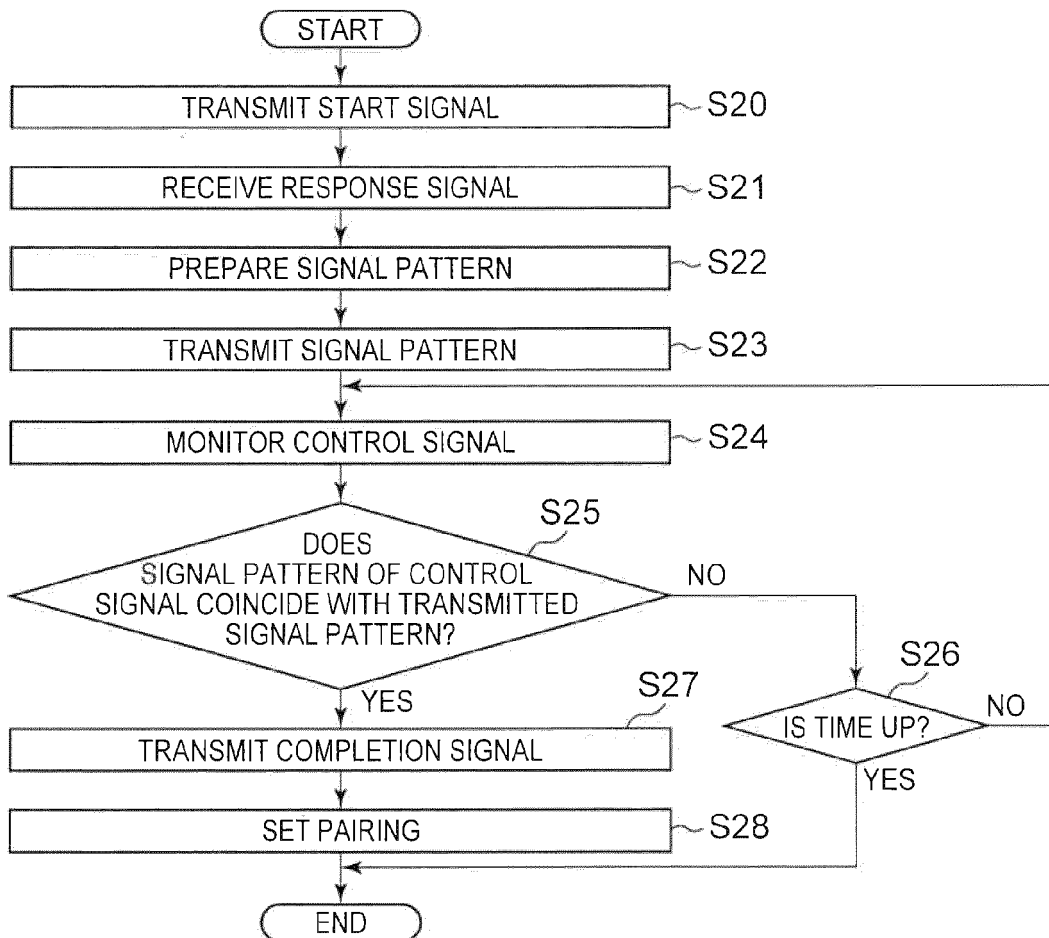 START
TRANSMIT START SIGNAL
S20
RECEIVE RESPONSE SIGNAL
S21
PREPARE SIGNAL PATTERN
S22
TRANSMIT SIGNAL PATTERN
S23
MONITOR CONTROL SIGNAL
S24
S25
DOES
SIGNAL PATTERN OF CONTROL
SIGNAL COINCIDE WITH TRANSMITTED
SIGNAL PATTERN?
NO
YES
S26
IS TIME UP?
NO
YES
S27
TRANSMIT COMPLETION SIGNAL
SET PAIRING
S28
END